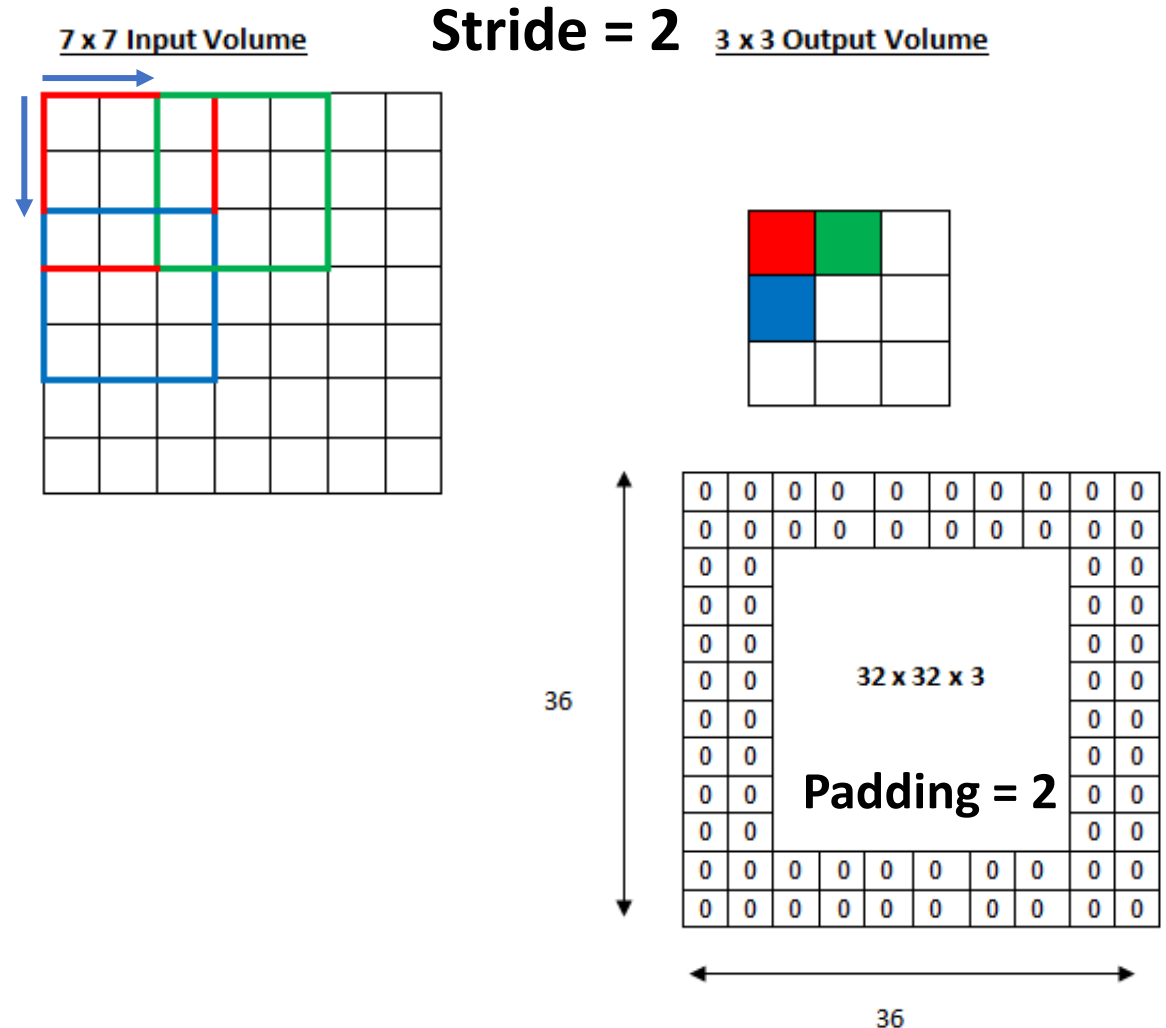 Stride = 2
7 x 7 Input Volume
3 x 3 Output Volume
0 0 0 0 0 0 0 0 0 0
0 0 0 0 0 0 0 0 0 0
0 0 0 0
0 0 0 0
0 0 0 0
0 0 32 x 32 x 3 0 0
36
0 0 0 0
0 0 0 0
0 0 Padding = 2 0 0
0 0 0 0
0 0 0 0 0 0 0 0 0 0
0 0 0 0 0 0 0 0 0 0
36